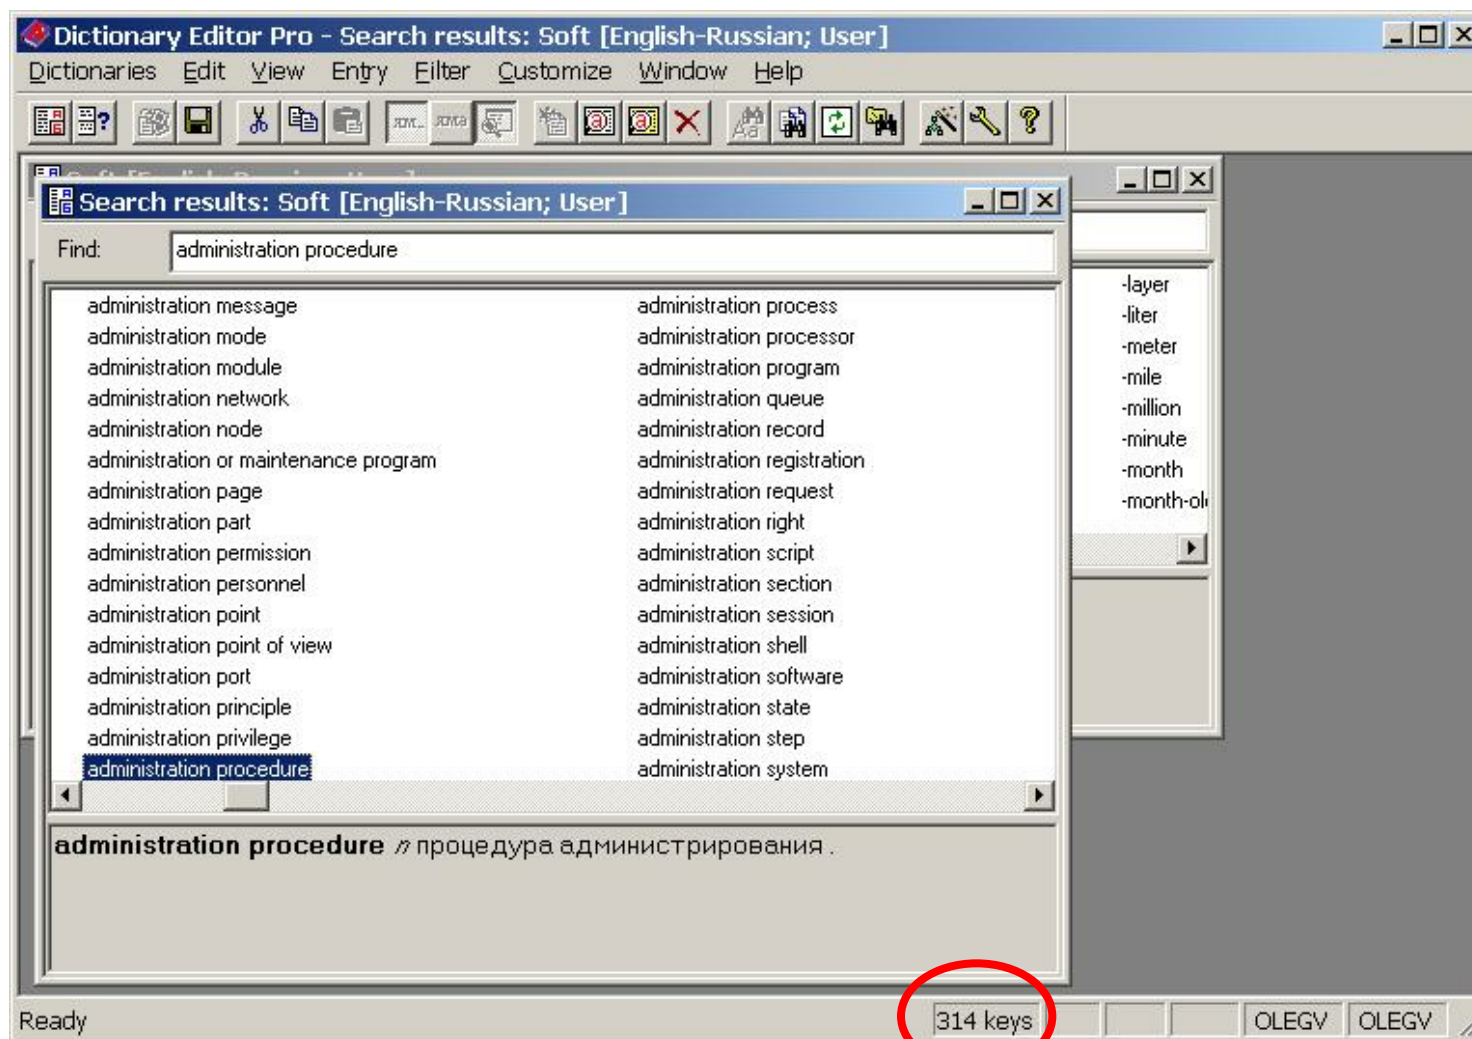 Dictionary Editor Pro - Search results: Soft [English-Russian; User]
Dictionaries Edit View Entry Filter Customize Window Help
Search results: Soft [English-Russian; User]
Find: administration procedure
administration message
administration mode
administration module
administration network
administration node
administration or maintenance program
administration page
administration part
administration permission
administration personnel
administration point
administration point of view
administration port
administration principle
administration privilege
administration procedure
administration process
administration processor
administration program
administration queue
administration record
administration registration
administration request
administration right
administration script
administration section
administration session
administration shell
administration software
administration state
administration step
administration system
-layer
-liter
-meter
-mile
-million
-minute
-month
-month-ol
administration procedure n процедура администрирования .
Ready 314 keys OLEGV OLEGV